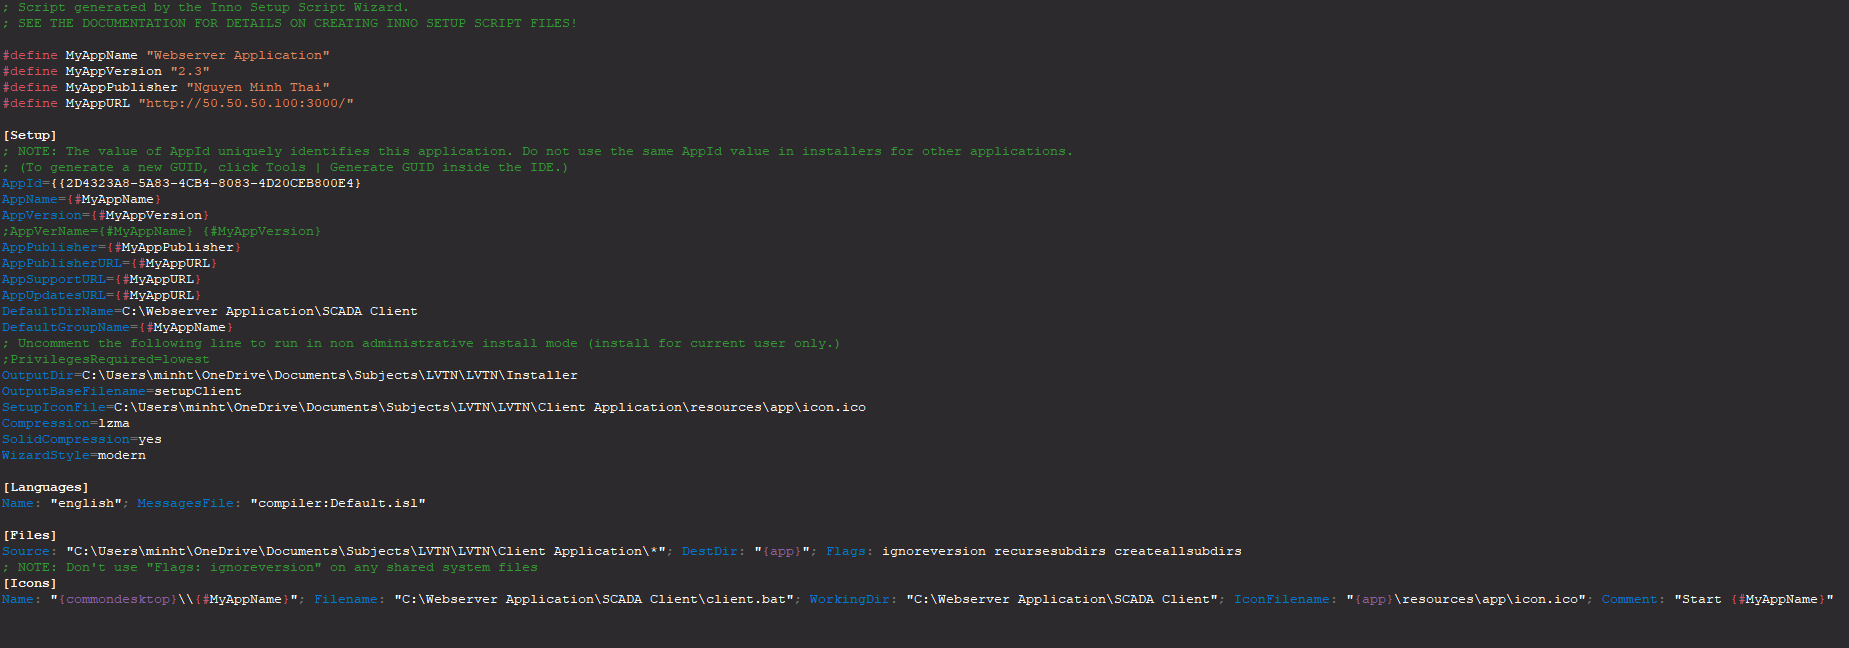 ; Script generated by the Inno Setup Script Wizard.
; SEE THE DOCUMENTATION FOR DETAILS ON CREATING INNO SETUP SCRIPT FILES!
#define MyAppName "Webserver Application"
#define MyAppVersion "2.3"
#define MyAppPublisher "Nguyen Minh Thai"
#define MyAppURL "http://50.50.50.100:3000/"
[Setup]
; NOTE: The value of AppId uniquely identifies this application. Do not use the same AppId value in installers for other applications.
; (To generate a new GUID, click Tools | Generate GUID inside the IDE.)
AppId={{2D4323A8-5A83-4CB4-8083-4D20CEB800E4}
AppName={#MyAppName}
AppVersion={#MyAppVersion}
;AppVerName={#MyAppName} {#MyAppVersion}
AppPublisher={#MyAppPublisher}
AppPublisherURL={#MyAppURL}
AppSupportURL={#MyAppURL}
AppUpdatesURL={#MyAppURL}
DefaultDirName=C:\Webserver Application\SCADA Client
DefaultGroupName={#MyAppName}
; Uncomment the following line to run in non administrative install mode (install for current user only.)
;PrivilegesRequired=lowest
OutputDir=C:\Users\minht\OneDrive\Documents\Subjects\LVTN\LVTN\Installer
OutputBaseFilename=setupClient
SetupIconFile=C:\Users\minht\OneDrive\Documents\Subjects\LVTN\LVTN\Client Application\resources\app\icon.ico
Compression=lzma
SolidCompression=yes
WizardStyle=modern
[Languages]
Name: "english"; MessagesFile: "compiler:Default.isl"
[Files]
Source: "C:\Users\minht\OneDrive\Documents\Subjects\LVTN\LVTN\Client Application\*"; DestDir: "{app}"; Flags: ignoreversion recursesubdirs createallsubdirs
; NOTE: Don't use "Flags: ignoreversion" on any shared system files
[Icons]
Name: "{commondesktop}\\{#MyAppName}"; Filename: "C:\Webserver Application\SCADA Client\client.bat"; WorkingDir: "C:\Webserver Application\SCADA Client"; IconFilename: "{app}\resources\app\icon.ico"; Comment: "Start {#MyAppName}"